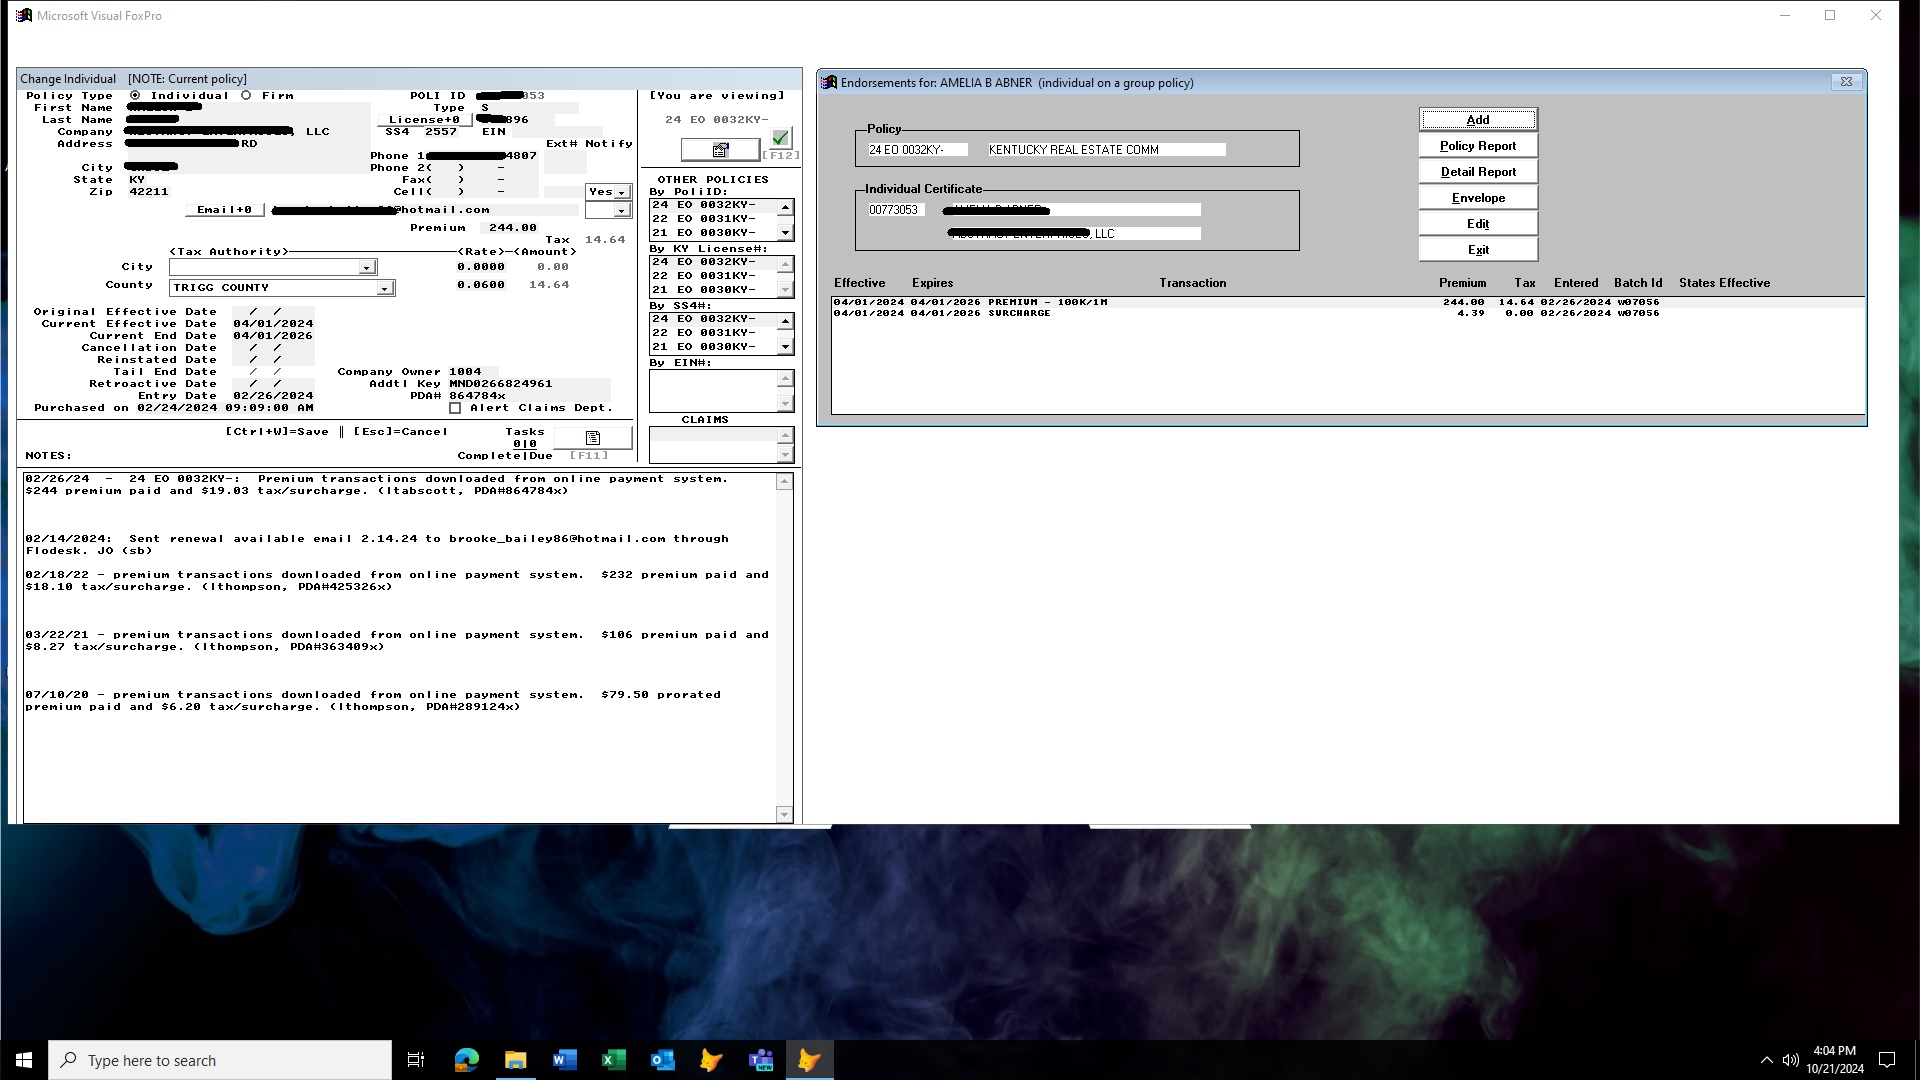 Microsoft Visual FoxPro
Change Individual [NOTE: Current policy]
Policy Type Individual Firm POLI ID 053
First Name Type S
Last Name License+0 896
Company , LLC SS4 2557 EIN
Address RD Ext# Notify
Phone 1 4807
City Phone 2( ) -
State KY Fax( ) -
Zip 42211 Cell( ) - Yes
Email+0 @hotmail.com
Premium 244.00
Tax 14.64
<Tax Authority> (Rate) (Amount)
City 0.0000 0.00
County TRIGG COUNTY 0.0600 14.64
Original Effective Date / /
Current Effective Date 04/01/2024
Current End Date 04/01/2026
Cancellation Date / /
Reinstated Date / /
Tail End Date / / Company Owner 1004
Retroactive Date / / Addtl Key MND0266824961
Entry Date 02/26/2024 PDA# 864784x
Purchased on 02/24/2024 09:09:00 AM Alert Claims Dept.
[Ctrl+W]=Save ‖ [Esc]=Cancel Tasks
0|0
NOTES: Complete|Due [F11]
[You are viewing]
24 EO 0032KY-
[F12]
OTHER POLICIES
By PoliID:
24 EO 0032KY-
22 EO 0031KY-
21 EO 0030KY-
By KY License#:
24 EO 0032KY-
22 EO 0031KY-
21 EO 0030KY-
By SS4#:
24 EO 0032KY-
22 EO 0031KY-
21 EO 0030KY-
By EIN#:
CLAIMS
02/26/24 - 24 EO 0032KY-: Premium transactions downloaded from online payment system.
$244 premium paid and $19.03 tax/surcharge. (ltabscott, PDA#864784x)
02/14/2024: Sent renewal available email 2.14.24 to brooke_bailey86@hotmail.com through
Flodesk. JO (sb)
02/18/22 - premium transactions downloaded from online payment system. $232 premium paid and
$18.10 tax/surcharge. (lthompson, PDA#425326x)
03/22/21 - premium transactions downloaded from online payment system. $106 premium paid and
$8.27 tax/surcharge. (lthompson, PDA#363409x)
07/10/20 - premium transactions downloaded from online payment system. $79.50 prorated
premium paid and $6.20 tax/surcharge. (lthompson, PDA#289124x)
Endorsements for: AMELIA B ABNER (individual on a group policy)
Policy
24 EO 0032KY- KENTUCKY REAL ESTATE COMM
Individual Certificate
00773053
, LLC
Add
Policy Report
Detail Report
Envelope
Edit
Exit
Effective Expires Transaction Premium Tax Entered Batch Id States Effective
04/01/2024 04/01/2026 PREMIUM - 100K/1M 244.00 14.64 02/26/2024 W07056
04/01/2024 04/01/2026 SURCHARGE 4.39 0.00 02/26/2024 W07056
Type here to search
4:04 PM
10/21/2024